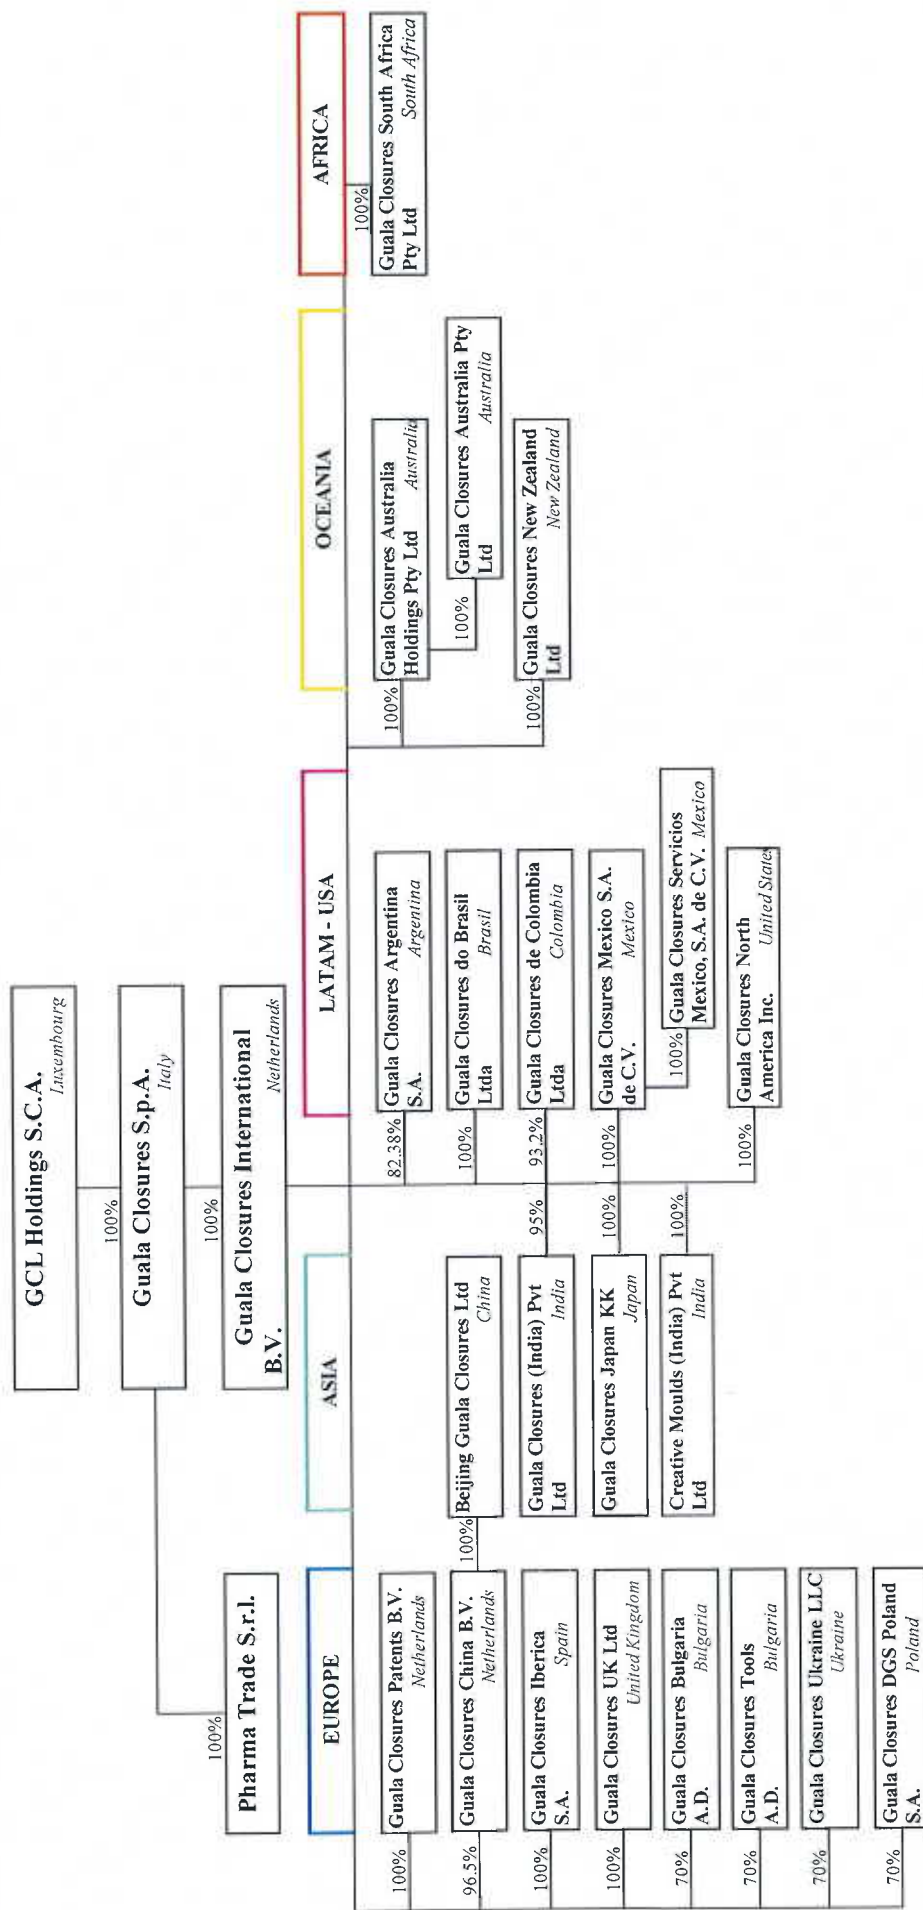 GCL Holdings S.C.A.
Luxembourg
100%
Guala Closures S.p.A.
Italy
100%
Pharma Trade S.r.l.
100%
Guala Closures International
B.V.
Netherlands
EUROPE
100%
Guala Closures Patents B.V.
Netherlands
96.5%
Guala Closures China B.V.
Netherlands
100%
Guala Closures Iberica
S.A.
Spain
100%
Guala Closures UK Ltd
United Kingdom
70%
Guala Closures Bulgaria
A.D.
Bulgaria
70%
Guala Closures Tools
A.D.
Bulgaria
70%
Guala Closures Ukraine LLC
Ukraine
70%
Guala Closures DGS Poland
S.A.
Poland
ASIA
100%
Beijing Guala Closures Ltd
China
Guala Closures (India) Pvt
Ltd
India
95%
Guala Closures Japan KK
Japan
100%
Creative Moulds (India) Pvt
Ltd
India
100%
LATAM - USA
82.38%
Guala Closures Argentina
S.A.
Argentina
100%
Guala Closures do Brasil
Ltda
Brasil
93.2%
Guala Closures de Colombia
Ltda
Colombia
100%
Guala Closures Mexico S.A.
de C.V.
Mexico
100%
Guala Closures Servicios
Mexico, S.A. de C.V. Mexico
100%
Guala Closures North
America Inc.
United States
OCEANIA
100%
Guala Closures Australia
Holdings Pty Ltd
Australia
100%
Guala Closures Australia Pty
Ltd
Australia
100%
Guala Closures New Zealand
Ltd
New Zealand
AFRICA
100%
Guala Closures South Africa
Pty Ltd
South Africa